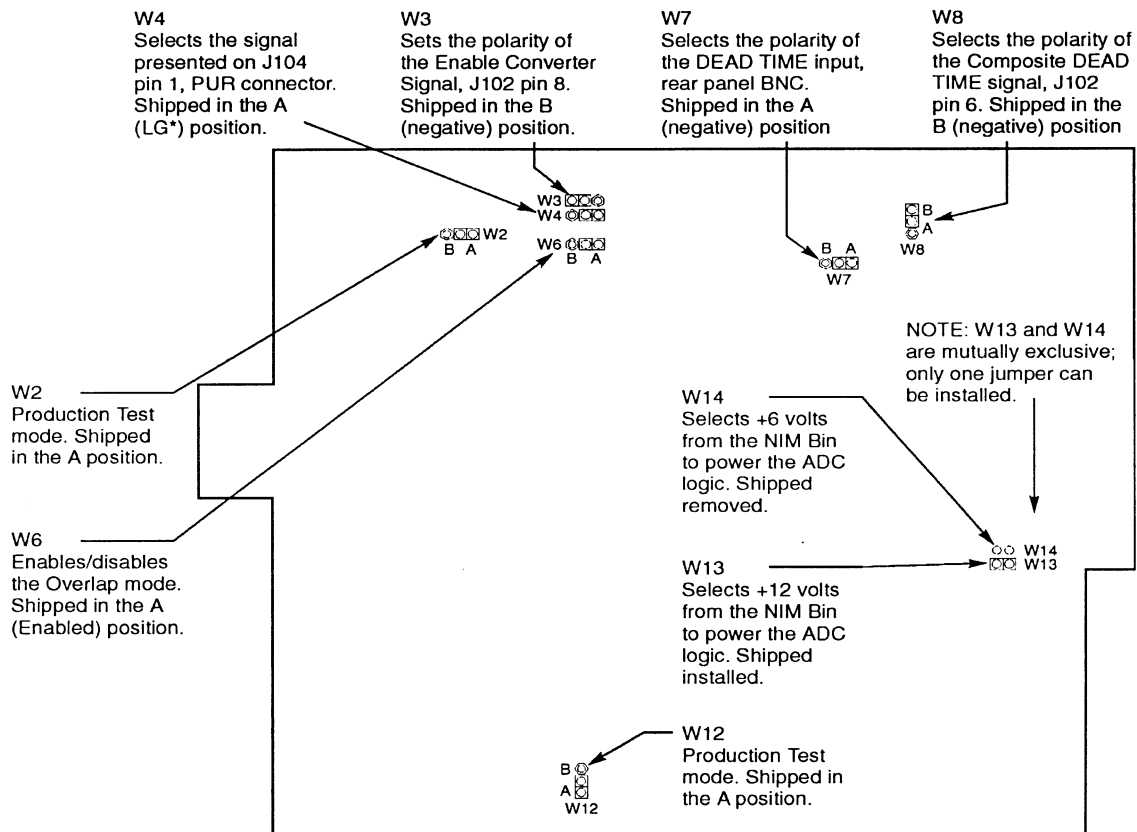 W4
Selects the signal
presented on J104
pin 1, PUR connector.
Shipped in the A
(LG*) position.
W3
Sets the polarity of
the Enable Converter
Signal, J102 pin 8.
Shipped in the B
(negative) position.
W7
Selects the polarity of
the DEAD TIME input,
rear panel BNC.
Shipped in the A
(negative) position
W8
Selects the polarity of
the Composite DEAD
TIME signal, J102
pin 6. Shipped in the
B (negative) position
W3
W4
W2
B A
W6
B A
B A
W7
B
A
W8
NOTE: W13 and W14
are mutually exclusive;
only one jumper can
be installed.
W2
Production Test
mode. Shipped
in the A position.
W14
Selects +6 volts
from the NIM Bin
to power the ADC
logic. Shipped
removed.
W6
Enables/disables
the Overlap mode.
Shipped in the A
(Enabled) position.
W14
W13
W13
Selects +12 volts
from the NIM Bin
to power the ADC
logic. Shipped
installed.
W12
Production Test
mode. Shipped in
the A position.
B
A
W12